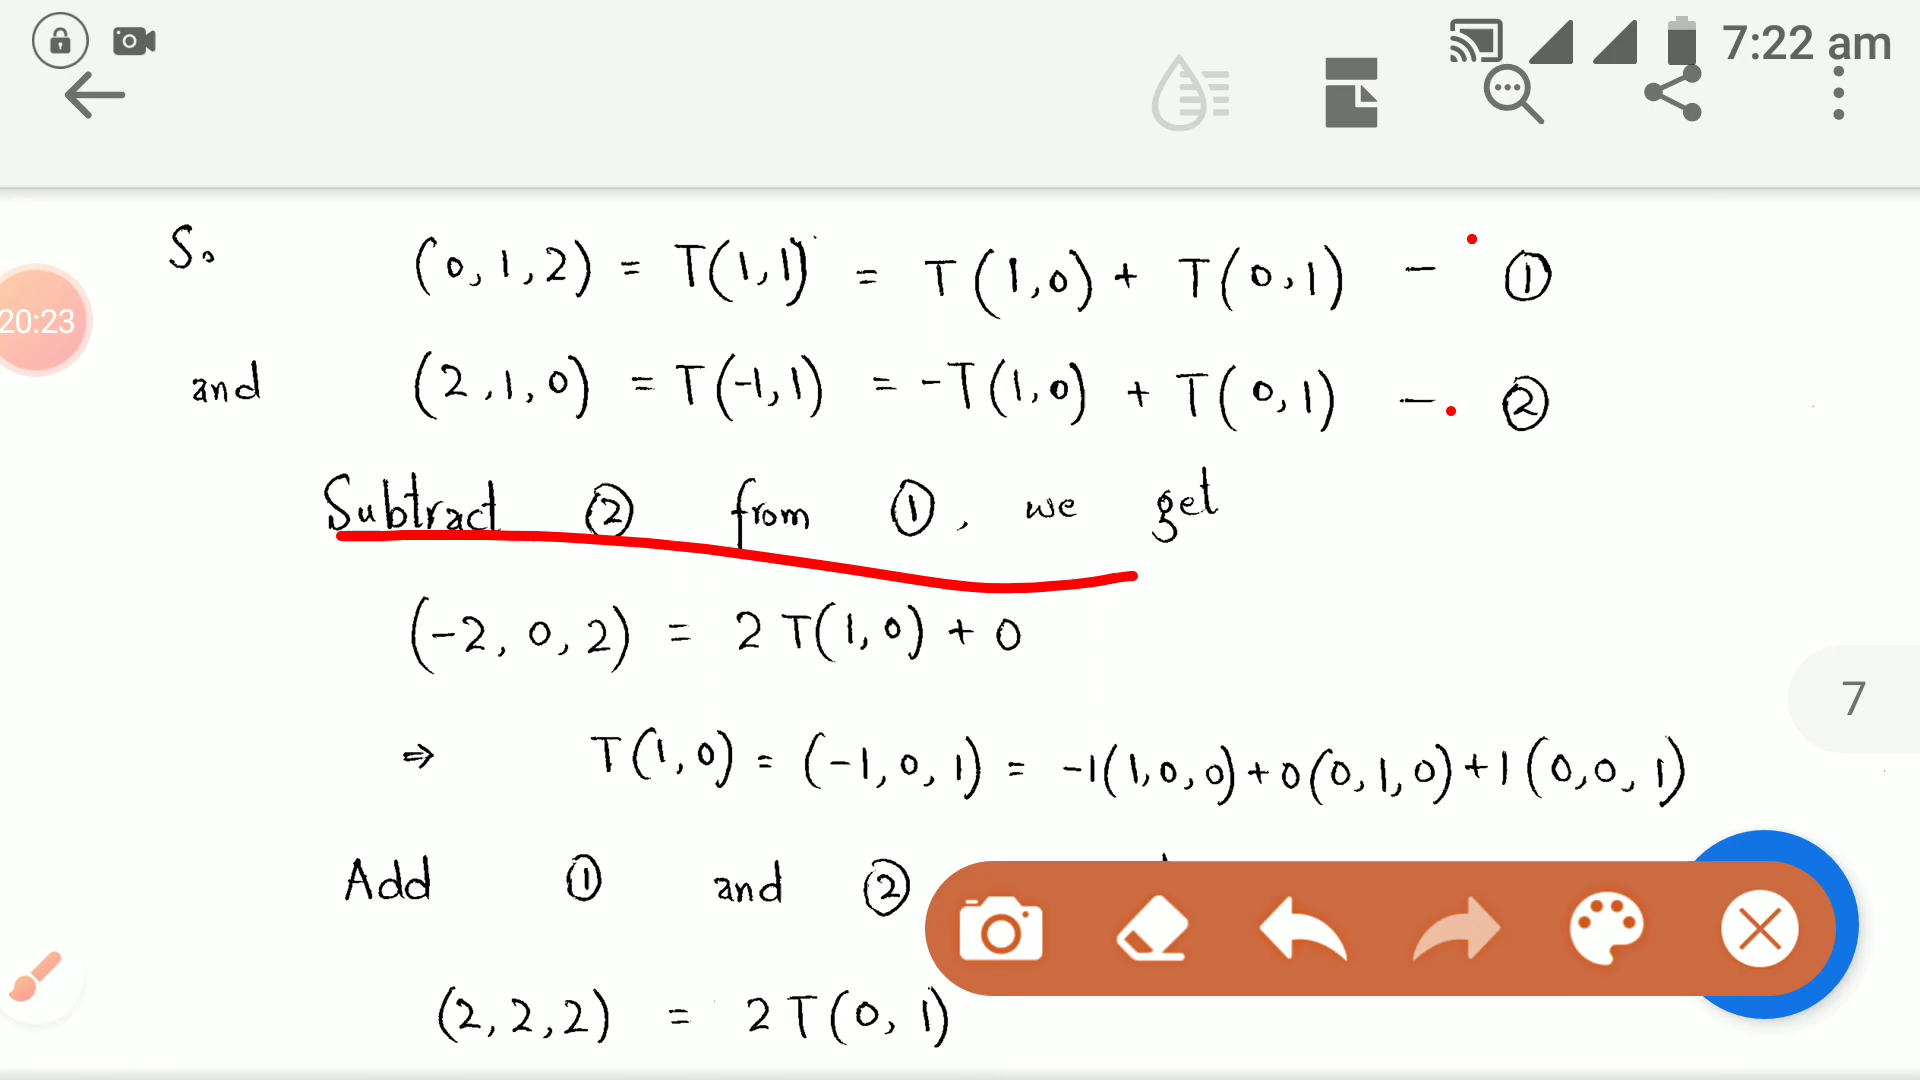 7:22 am
So (0,1,2) = T(1,1) = T(1,0) + T(0,1) - ①
20:23
and (2,1,0) = T(-1,1) = -T(1,0) + T(0,1) - ②
Subtract ② from ①, we get
(-2,0,2) = 2T(1,0) + 0
7
⇒ T(1,0) = (-1,0,1) = -1(1,0,0)+0(0,1,0)+1(0,0,1)
Add ① and ②
(2,2,2) = 2T(0,1)